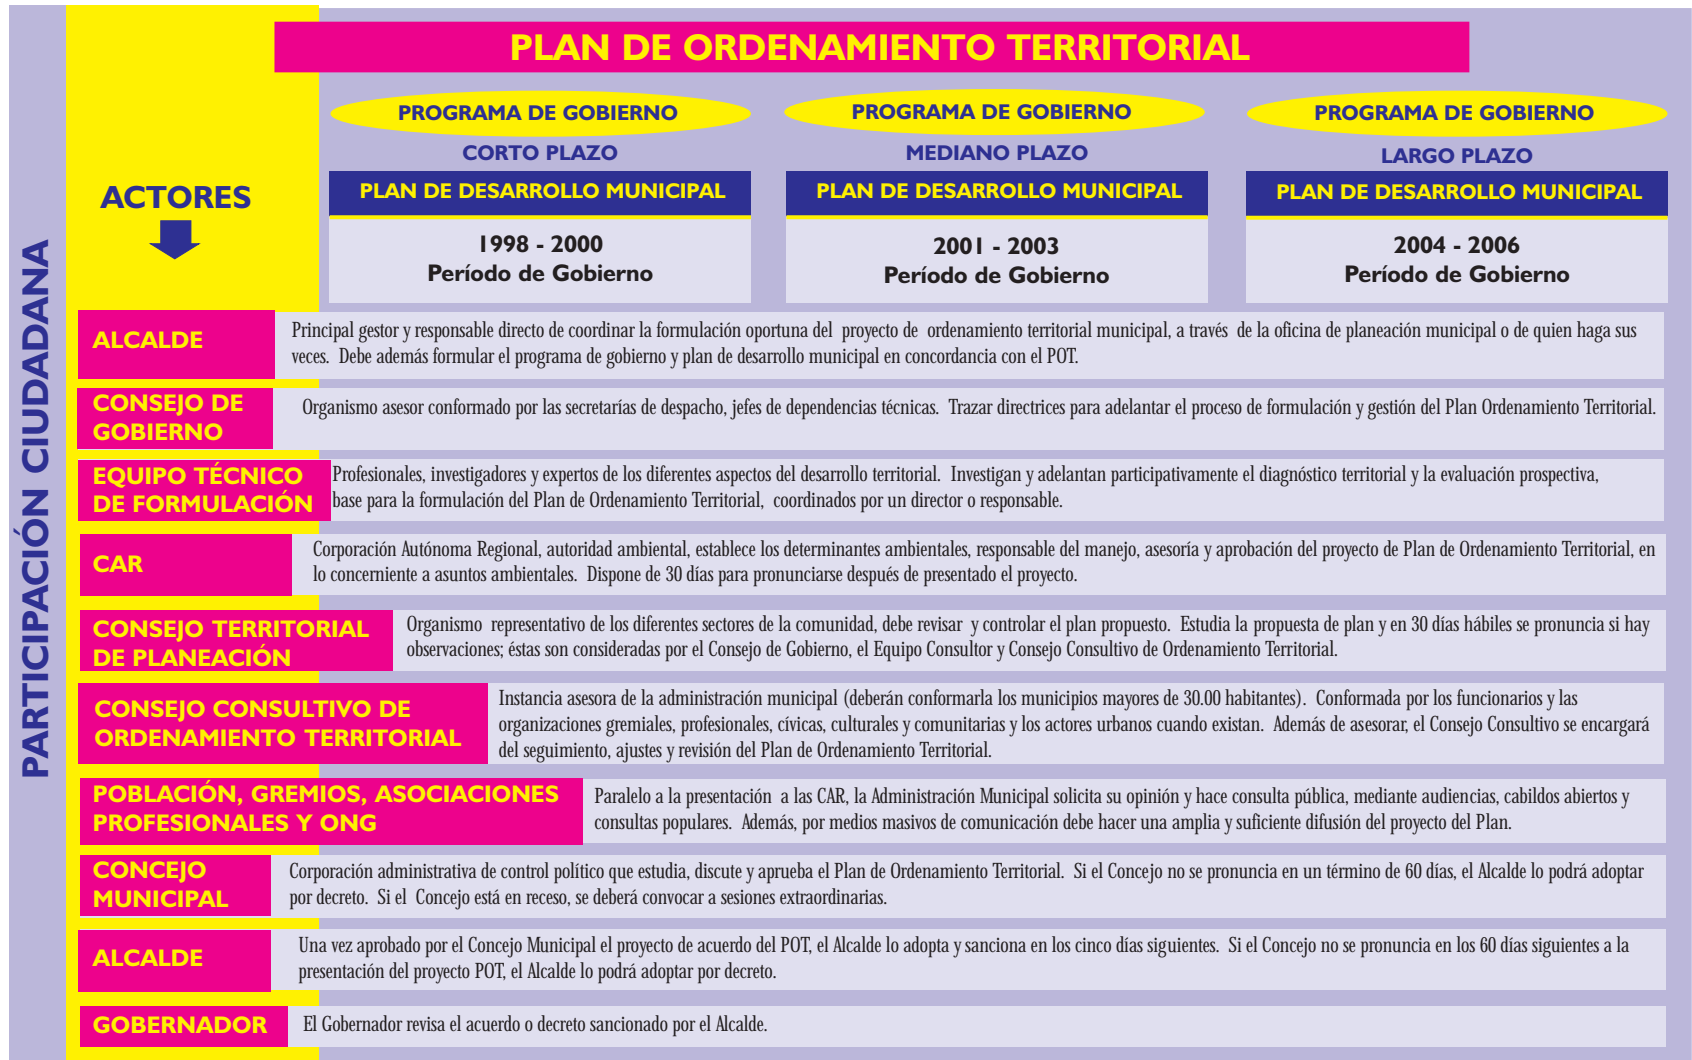 PLAN DE ORDENAMIENTO TERRITORIAL
PROGRAMA DE GOBIERNO
CORTO PLAZO
PLAN DE DESARROLLO MUNICIPAL
1998 - 2000
Período de Gobierno
PROGRAMA DE GOBIERNO
MEDIANO PLAZO
PLAN DE DESARROLLO MUNICIPAL
2001 - 2003
Período de Gobierno
PROGRAMA DE GOBIERNO
LARGO PLAZO
PLAN DE DESARROLLO MUNICIPAL
2004 - 2006
Período de Gobierno
PARTICIPACIÓN CIUDADANA
ACTORES
ALCALDE
Principal gestor y responsable directo de coordinar la formulación oportuna del proyecto de ordenamiento territorial municipal, a través de la oficina de planeación municipal o de quien haga sus
veces. Debe además formular el programa de gobierno y plan de desarrollo municipal en concordancia con el POT.
CONSEJO DE
GOBIERNO
Organismo asesor conformado por las secretarías de despacho, jefes de dependencias técnicas. Trazar directrices para adelantar el proceso de formulación y gestión del Plan Ordenamiento Territorial.
EQUIPO TÉCNICO
DE FORMULACIÓN
Profesionales, investigadores y expertos de los diferentes aspectos del desarrollo territorial. Investigan y adelantan participativamente el diagnóstico territorial y la evaluación prospectiva,
base para la formulación del Plan de Ordenamiento Territorial, coordinados por un director o responsable.
CAR
Corporación Autónoma Regional, autoridad ambiental, establece los determinantes ambientales, responsable del manejo, asesoría y aprobación del proyecto de Plan de Ordenamiento Territorial, en
lo concerniente a asuntos ambientales. Dispone de 30 días para pronunciarse después de presentado el proyecto.
CONSEJO TERRITORIAL
DE PLANEACIÓN
Organismo representativo de los diferentes sectores de la comunidad, debe revisar y controlar el plan propuesto. Estudia la propuesta de plan y en 30 días hábiles se pronuncia si hay
observaciones; éstas son consideradas por el Consejo de Gobierno, el Equipo Consultor y Consejo Consultivo de Ordenamiento Territorial.
CONSEJO CONSULTIVO DE
ORDENAMIENTO TERRITORIAL
Instancia asesora de la administración municipal (deberán conformarla los municipios mayores de 30.00 habitantes). Conformada por los funcionarios y las
organizaciones gremiales, profesionales, cívicas, culturales y comunitarias y los actores urbanos cuando existan. Además de asesorar, el Consejo Consultivo se encargará
del seguimiento, ajustes y revisión del Plan de Ordenamiento Territorial.
POBLACIÓN, GREMIOS, ASOCIACIONES
PROFESIONALES Y ONG
Paralelo a la presentación a las CAR, la Administración Municipal solicita su opinión y hace consulta pública, mediante audiencias, cabildos abiertos y
consultas populares. Además, por medios masivos de comunicación debe hacer una amplia y suficiente difusión del proyecto del Plan.
CONCEJO
MUNICIPAL
Corporación administrativa de control político que estudia, discute y aprueba el Plan de Ordenamiento Territorial. Si el Concejo no se pronuncia en un término de 60 días, el Alcalde lo podrá adoptar
por decreto. Si el Concejo está en receso, se deberá convocar a sesiones extraordinarias.
ALCALDE
Una vez aprobado por el Concejo Municipal el proyecto de acuerdo del POT, el Alcalde lo adopta y sanciona en los cinco días siguientes. Si el Concejo no se pronuncia en los 60 días siguientes a la
presentación del proyecto POT, el Alcalde lo podrá adoptar por decreto.
GOBERNADOR
El Gobernador revisa el acuerdo o decreto sancionado por el Alcalde.